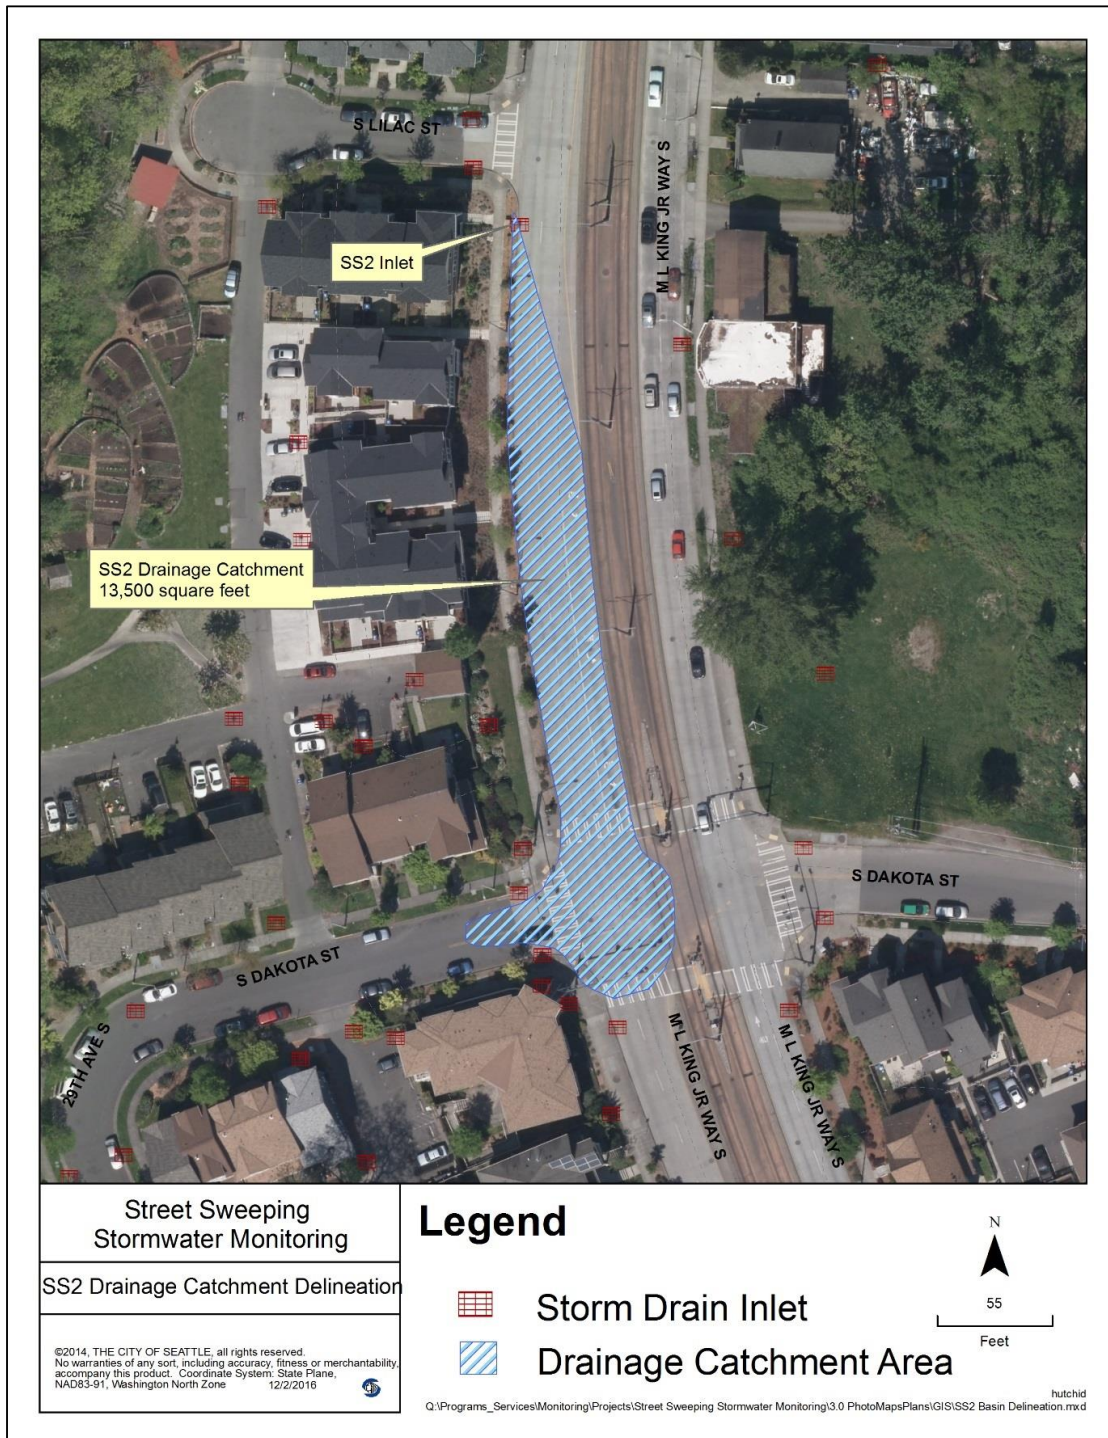 S LILAC ST
M L KING JR WAY S
SS2 Inlet
SS2 Drainage Catchment
13,500 square feet
S DAKOTA ST
S DAKOTA ST
29TH AVE S
M L KING JR WAY S
M L KING JR WAY S
Street Sweeping
Stormwater Monitoring
SS2 Drainage Catchment Delineation
©2014, THE CITY OF SEATTLE, all rights reserved.
No warranties of any sort, including accuracy, fitness or merchantability,
accompany this product. Coordinate System: State Plane,
NAD83-91, Washington North Zone 12/2/2016
Legend
Storm Drain Inlet
Drainage Catchment Area
N
55
Feet
hutchid
Q:\Programs_Services\Monitoring\Projects\Street Sweeping Stormwater Monitoring\3.0 PhotoMapsPlans\GIS\SS2 Basin Delineation.mxd